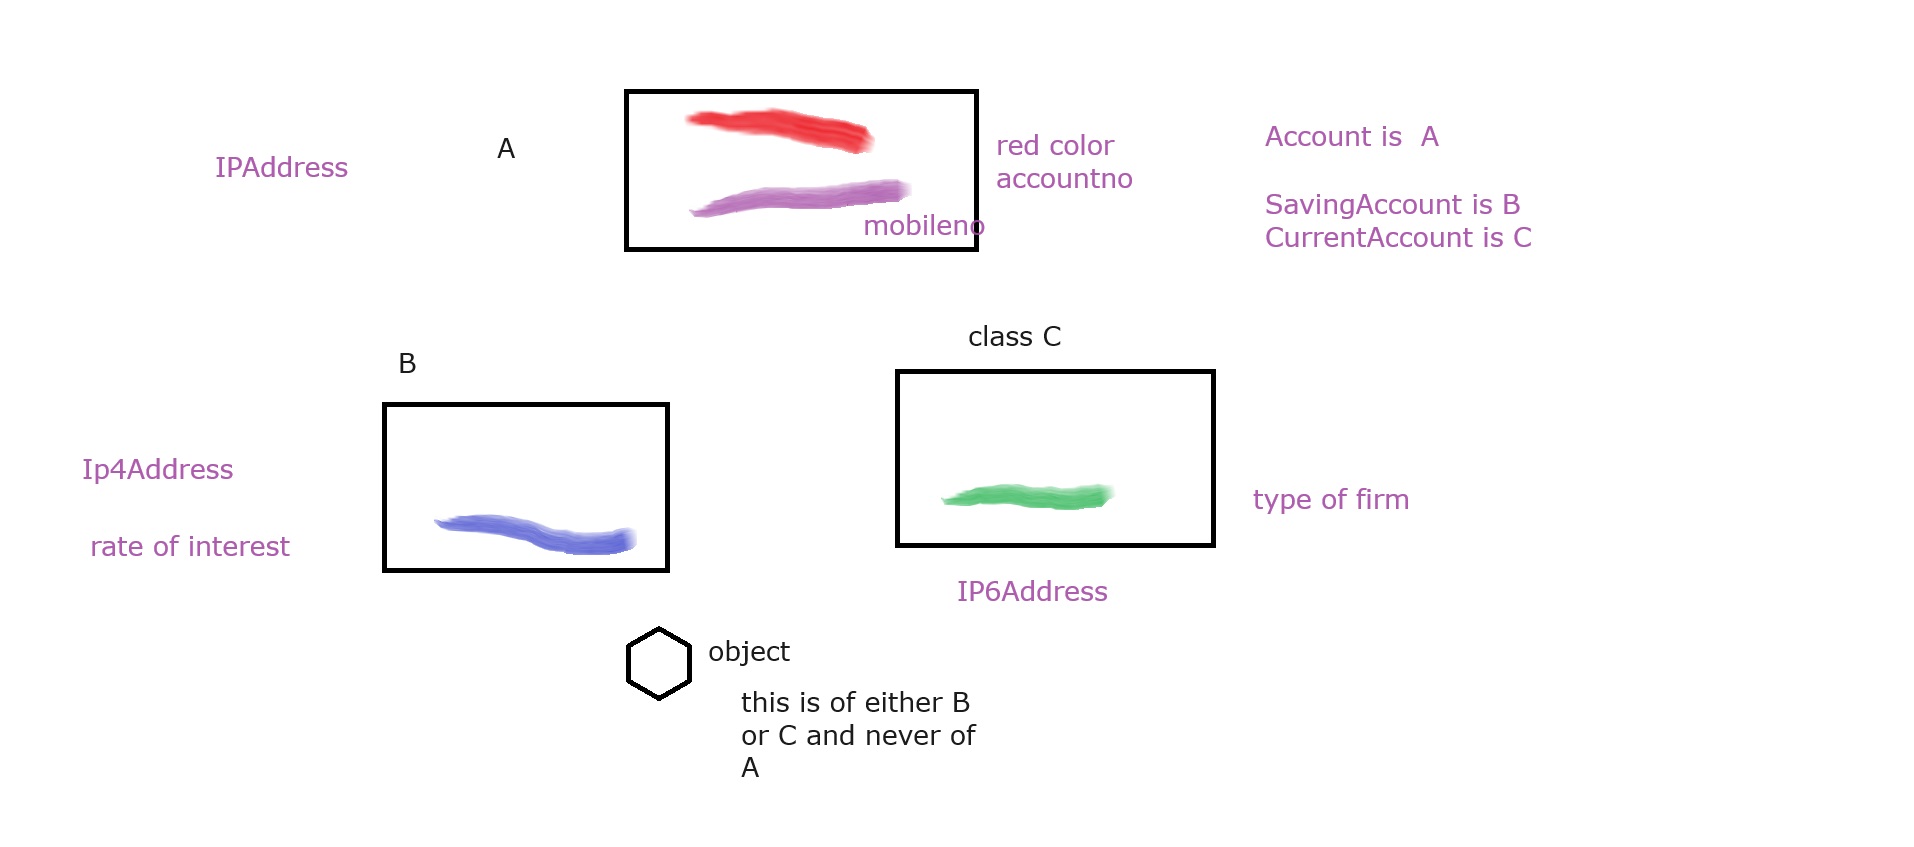 IPAddress
A
red color
accountno
mobileno
Account is  A
SavingAccount is B
CurrentAccount is C
B
class C
Ip4Address
rate of interest
type of firm
IP6Address
object
this is of either B
or C and never of
A